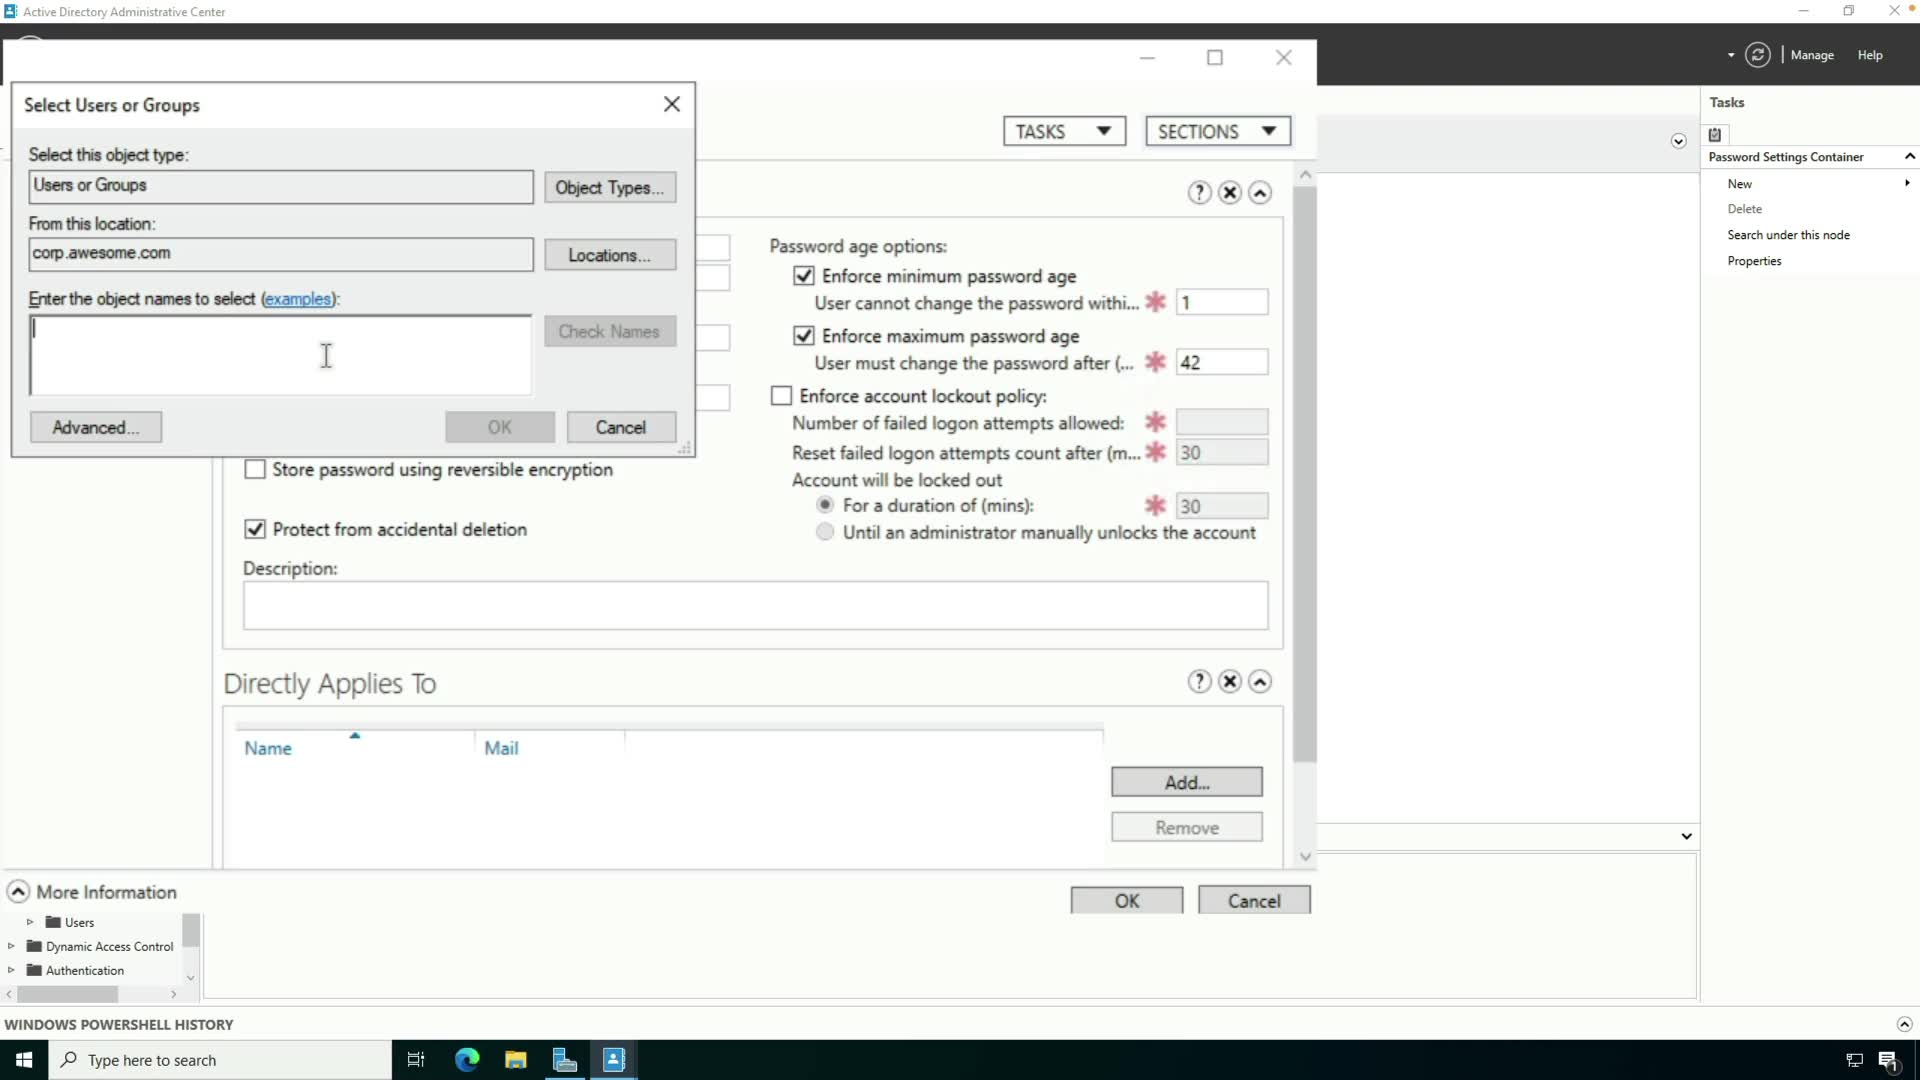 Active Directory Administrative Center
Manage
Help
Select Users or Groups
TASKS
SECTIONS
Tasks
Select this object type:
Users or Groups
Object Types...
From this location:
corp.awesome.com
Locations...
Enter the object names to select (examples):
Check Names
Advanced...
OK
Cancel
Password age options:
Enforce minimum password age
User cannot change the password withi...
1
Enforce maximum password age
User must change the password after (...
42
Enforce account lockout policy:
Number of failed logon attempts allowed:
Reset failed logon attempts count after (m...
30
Account will be locked out
For a duration of (mins):
30
Until an administrator manually unlocks the account
Store password using reversible encryption
Protect from accidental deletion
Description:
Directly Applies To
Name
Mail
Add...
Remove
More Information
OK
Cancel
Password Settings Container
New
Delete
Search under this node
Properties
Users
Dynamic Access Control
Authentication
WINDOWS POWERSHELL HISTORY
Type here to search
1